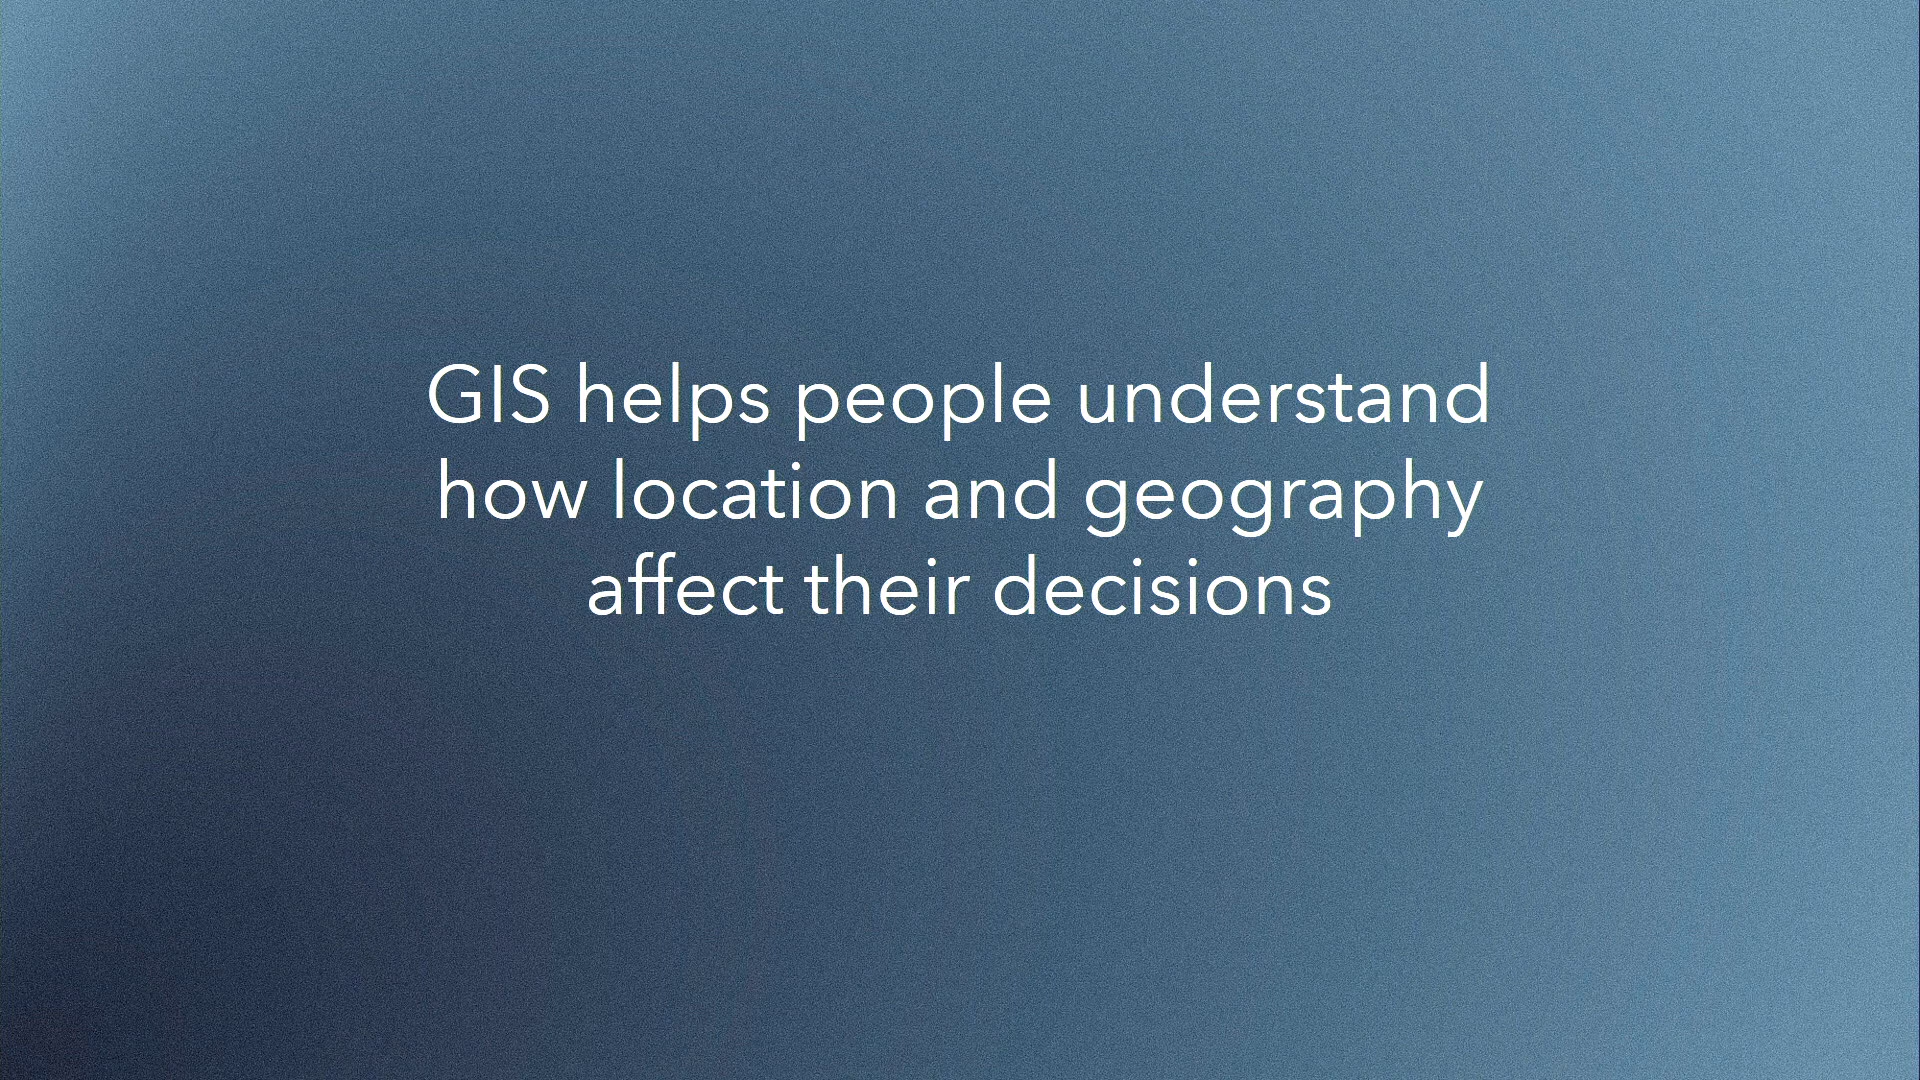 GIS helps people understand
how location and geography
affect their decisions